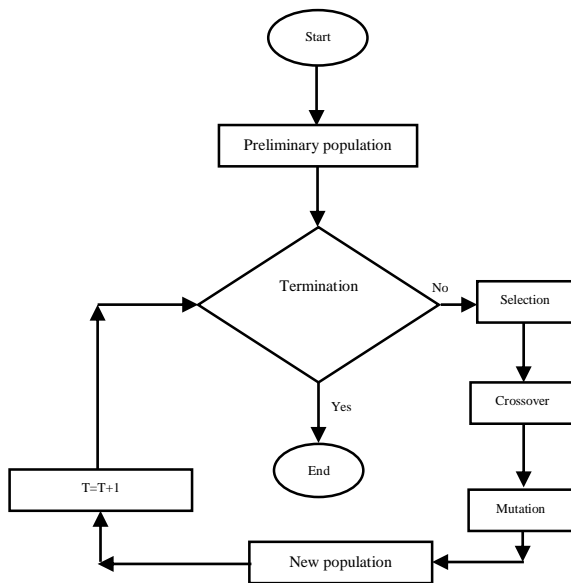 Start
Preliminary population
Termination
No
Selection
Yes
Crossover
End
T=T+1
Mutation
New population